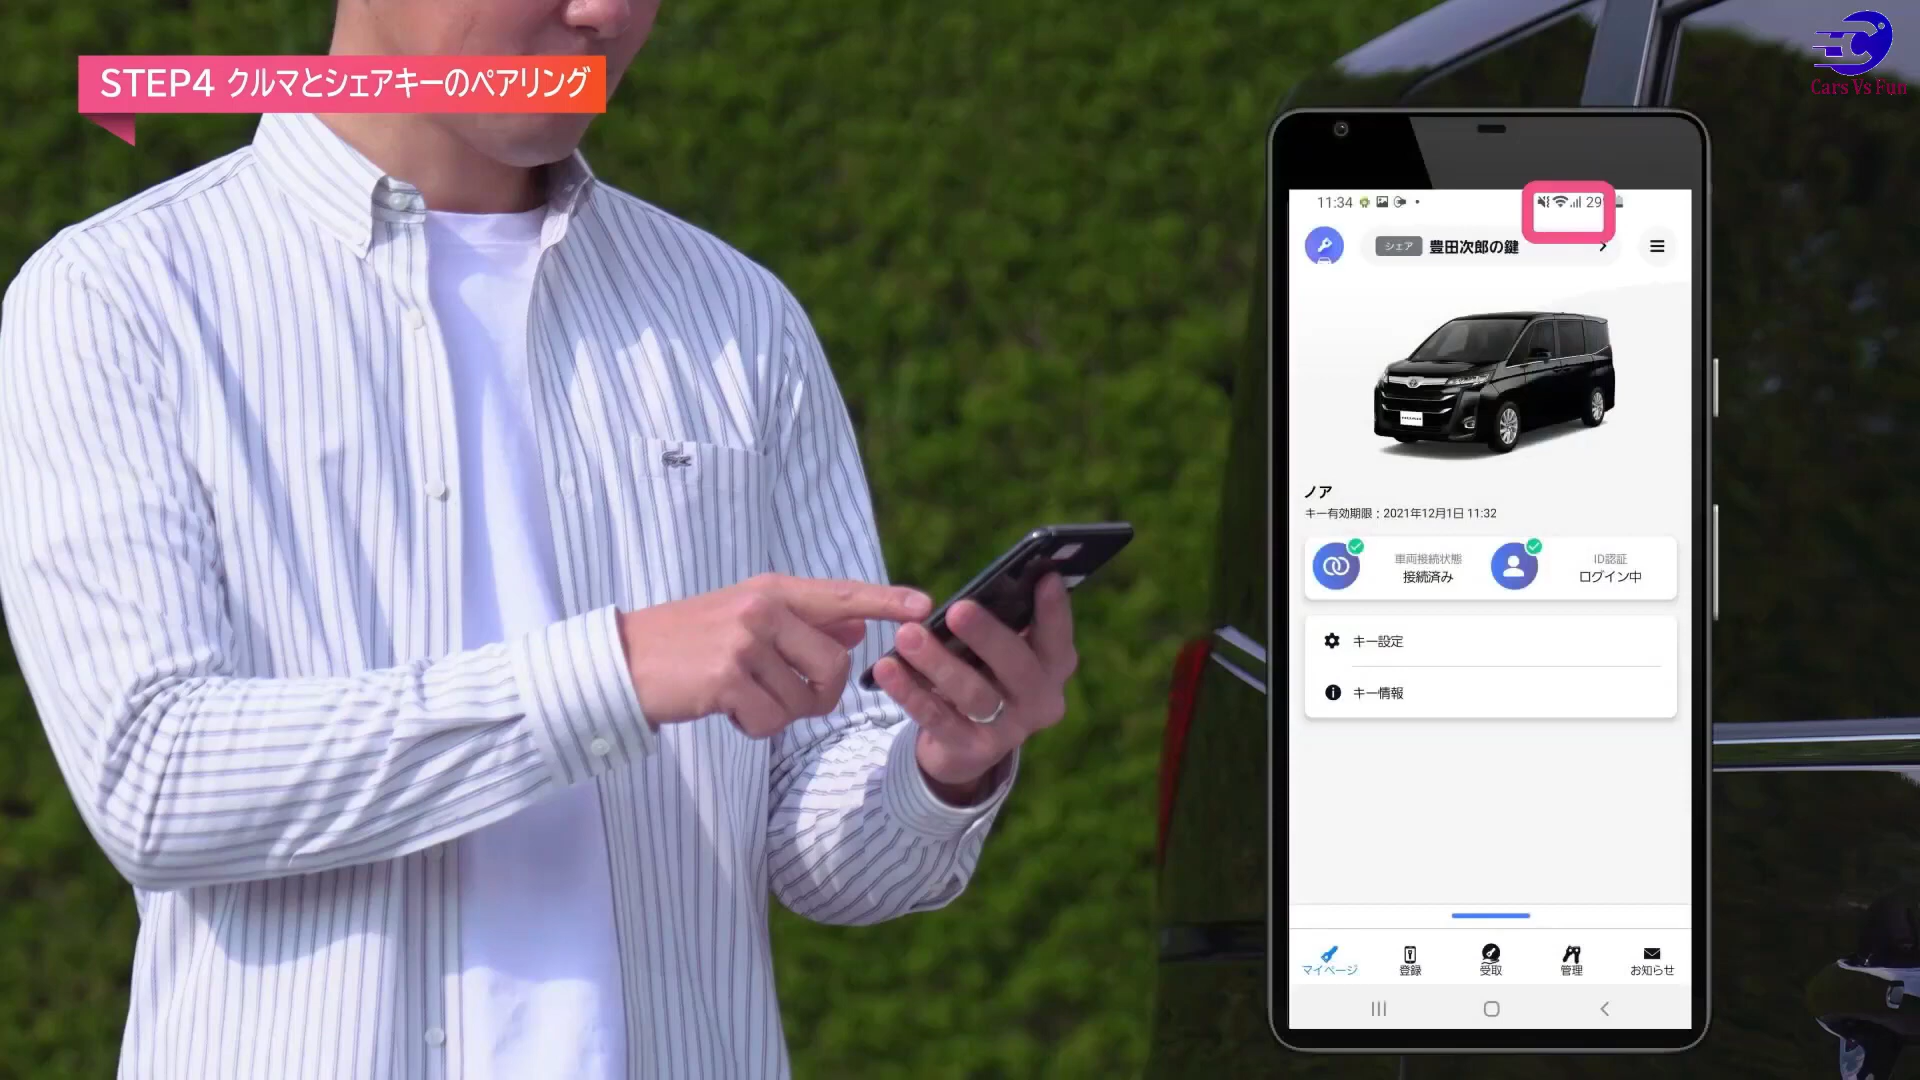 STEP4 クルマとシェアキーのペアリング
Cars Vs Fun
11:34
29
シェア 豊田次郎の鍵
ノア
キー有効期限：2021年12月1日 11:32
車両接続状態
接続済み
ID認証
ログイン中
キー設定
キー情報
マイページ
登録
受取
管理
お知らせ